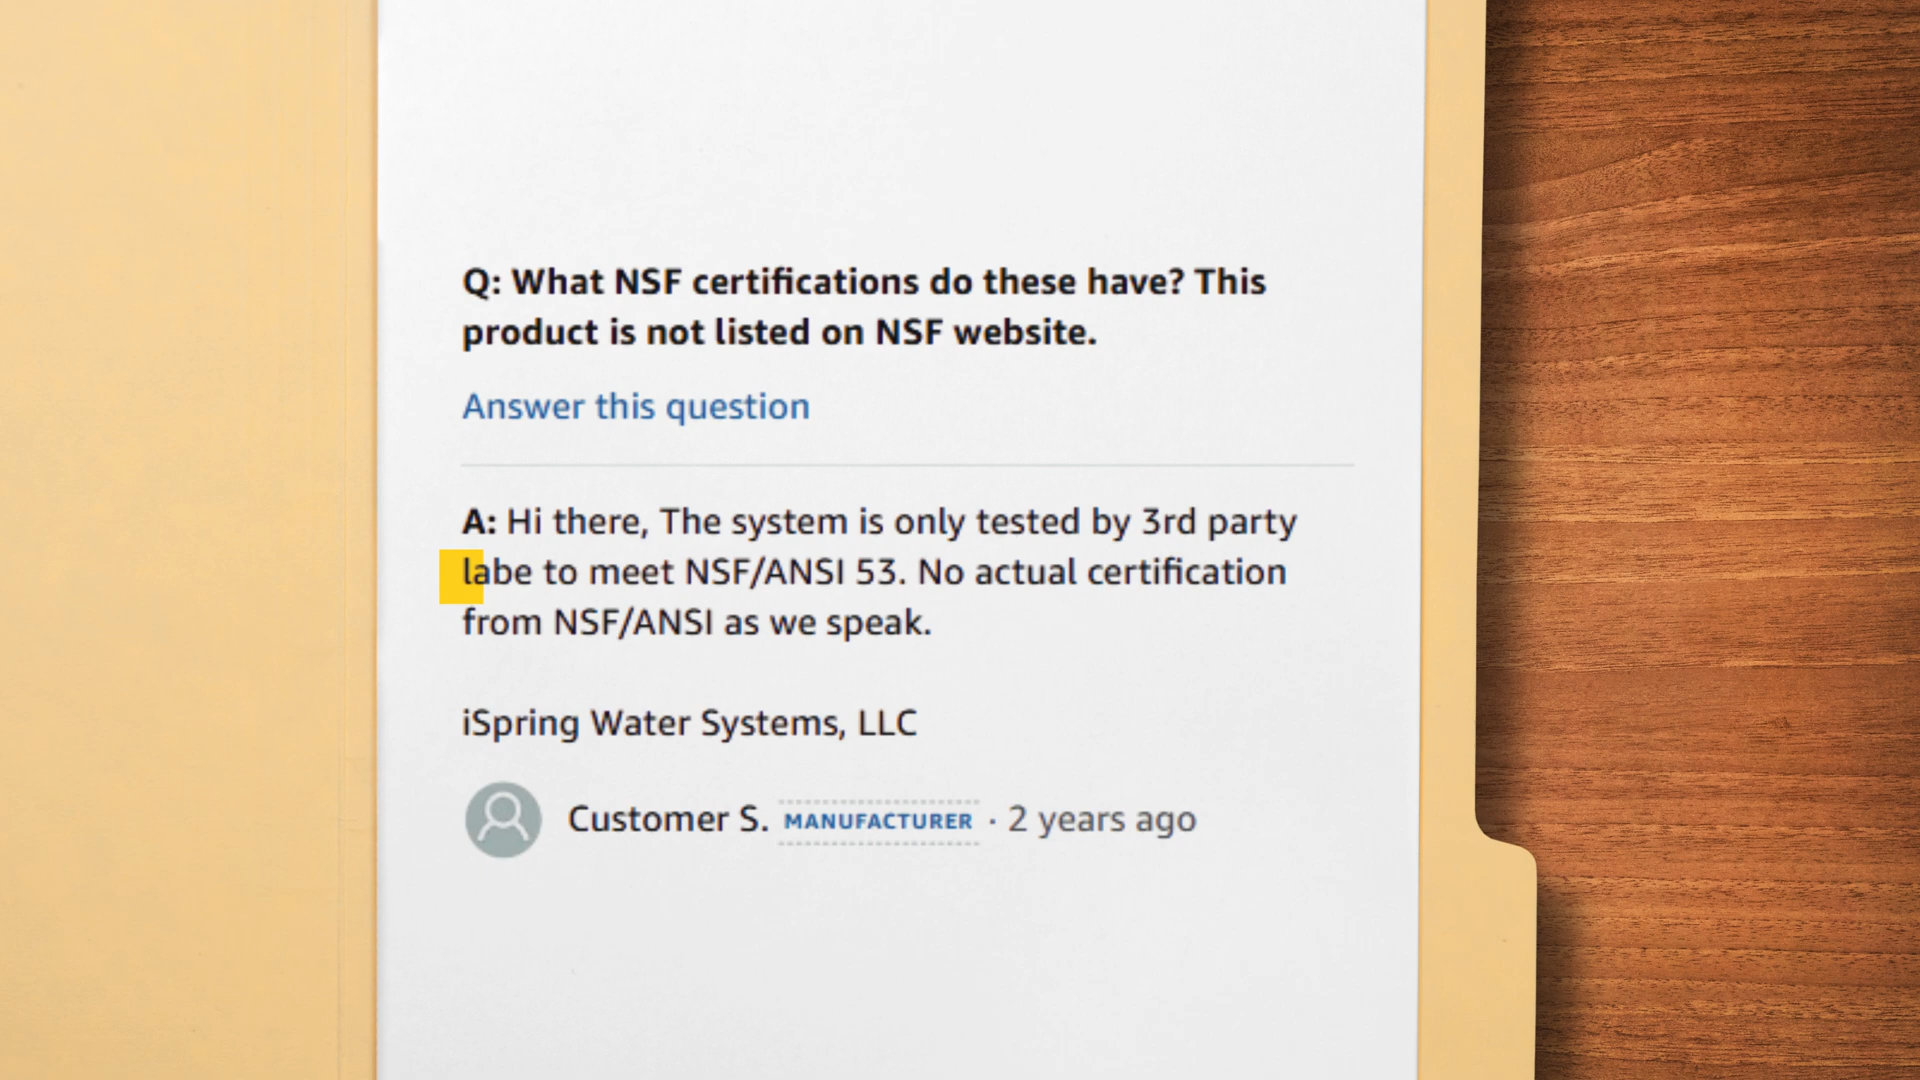 Q: What NSF certifications do these have? This
product is not listed on NSF website.
Answer this question
A: Hi there, The system is only tested by 3rd party
labe to meet NSF/ANSI 53. No actual certification
from NSF/ANSI as we speak.
iSpring Water Systems, LLC
Customer S. MANUFACTURER · 2 years ago